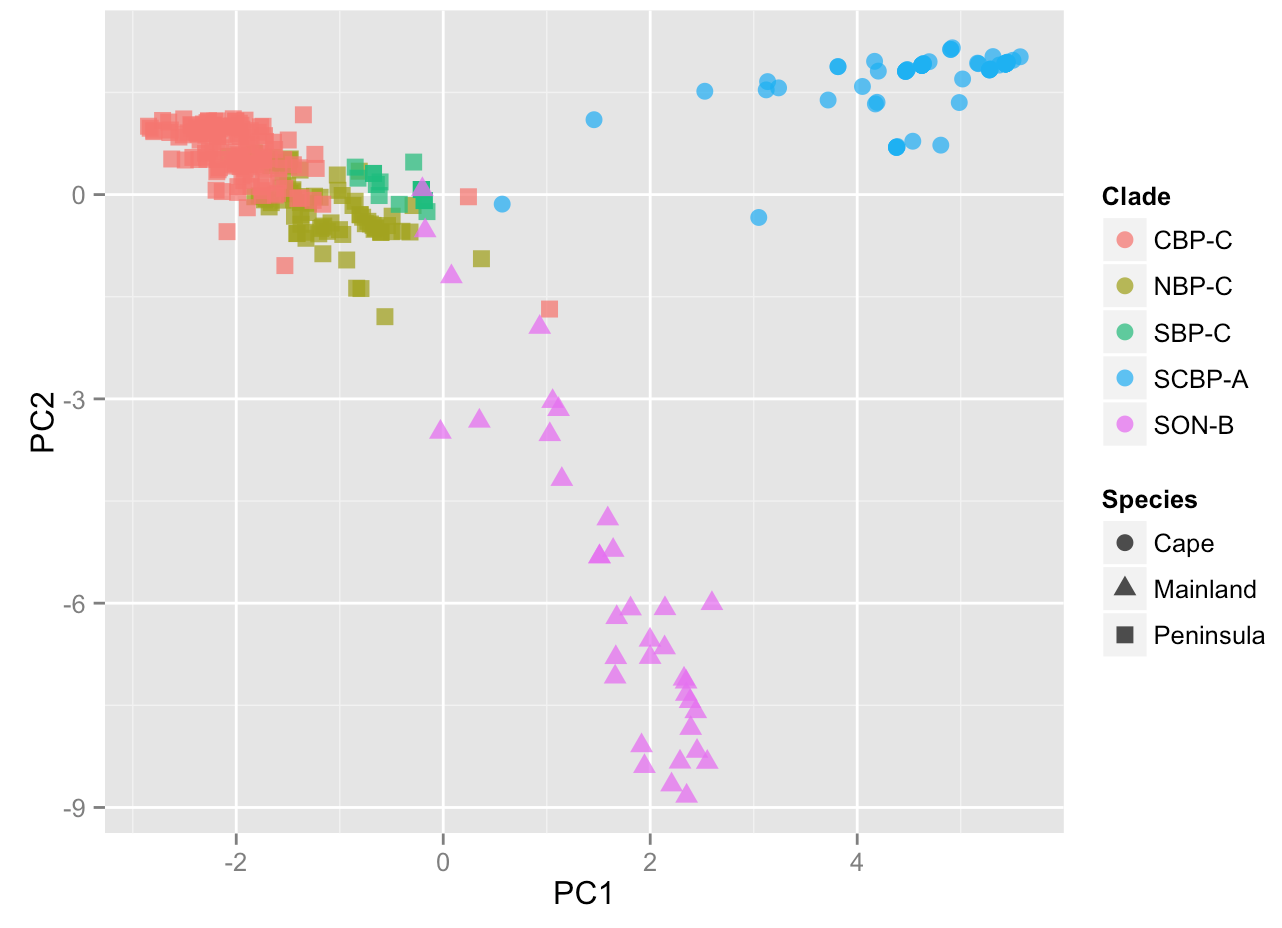 0
-3
-6
-9
PC2
-2
0
2
4
PC1
Clade
CBP-C
NBP-C
SBP-C
SCBP-A
SON-B
Species
Cape
Mainland
Peninsula